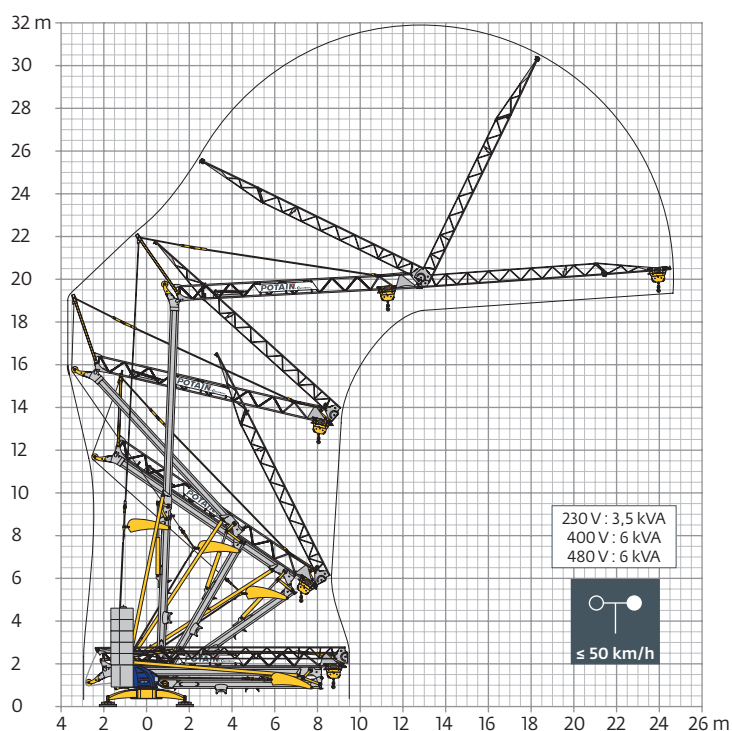 32 m
30
28
26
24
22
20
18
16
14
12
10
8
6
4
2
0
POTAIN
POTAIN
POTAIN
POTAIN
230 V : 3,5 kVA
400 V : 6 kVA
480 V : 6 kVA
≤ 50 km/h
4 2 0 2 4 6 8 10 12 14 16 18 20 22 24 26 m